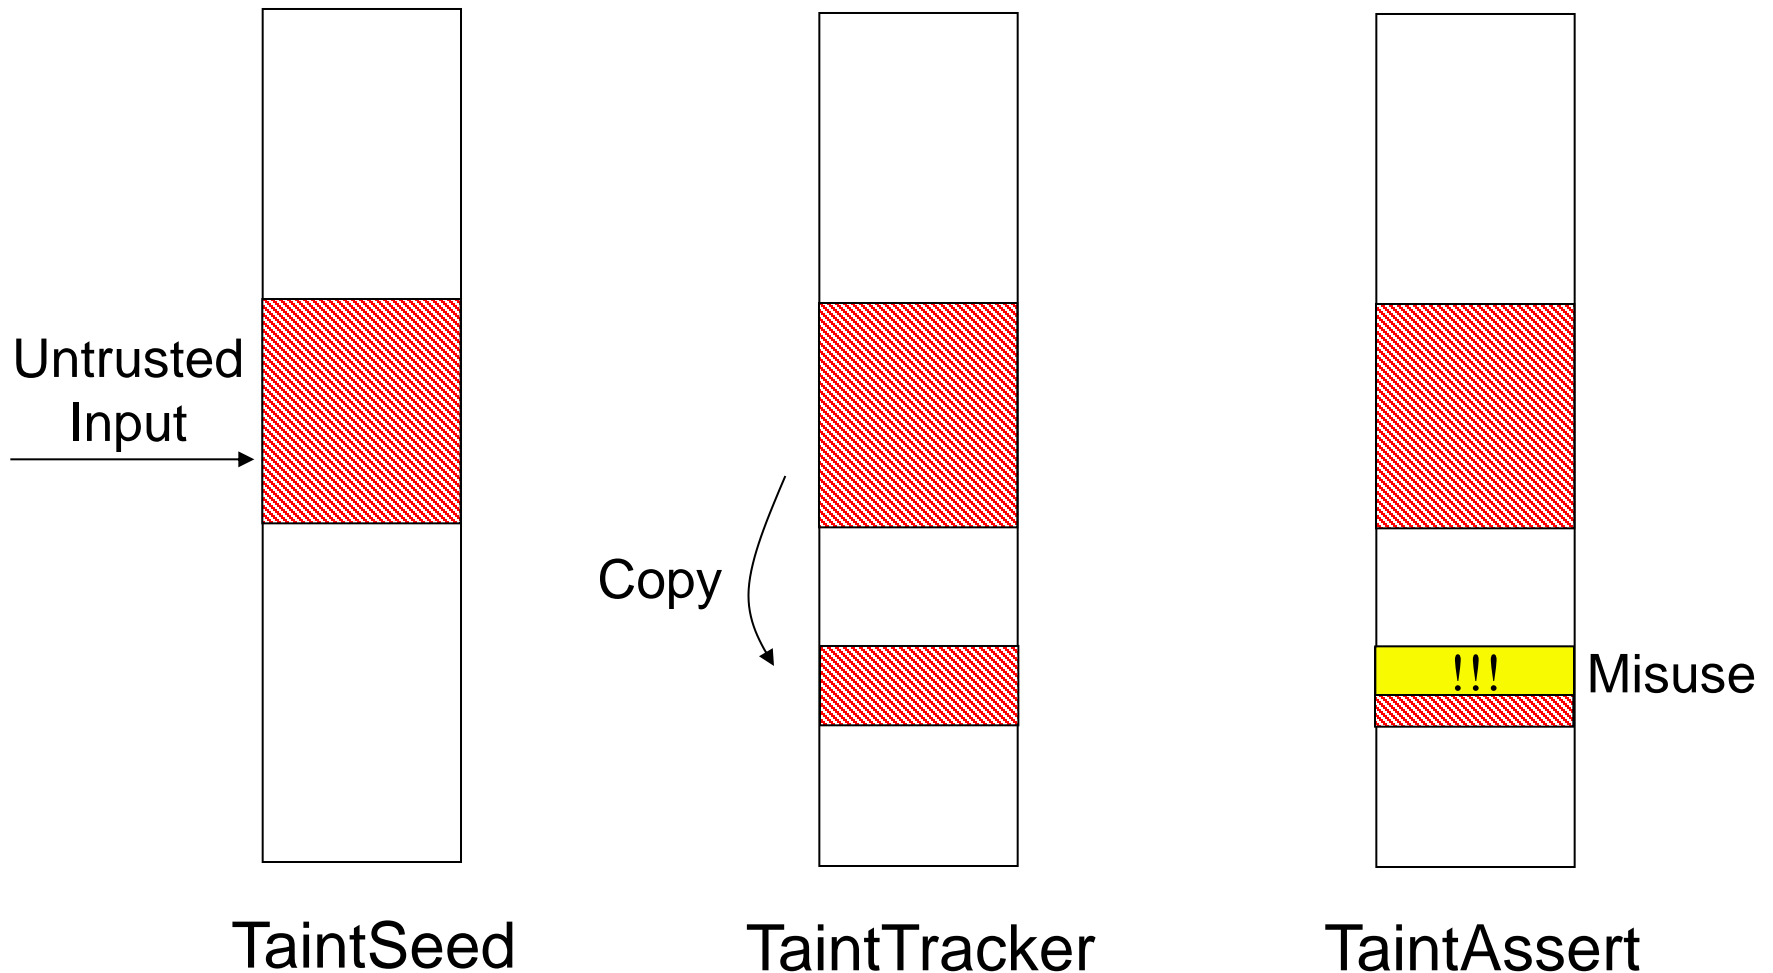 Untrusted
Input
Copy
!!!
Misuse
TaintSeed
TaintTracker
TaintAssert